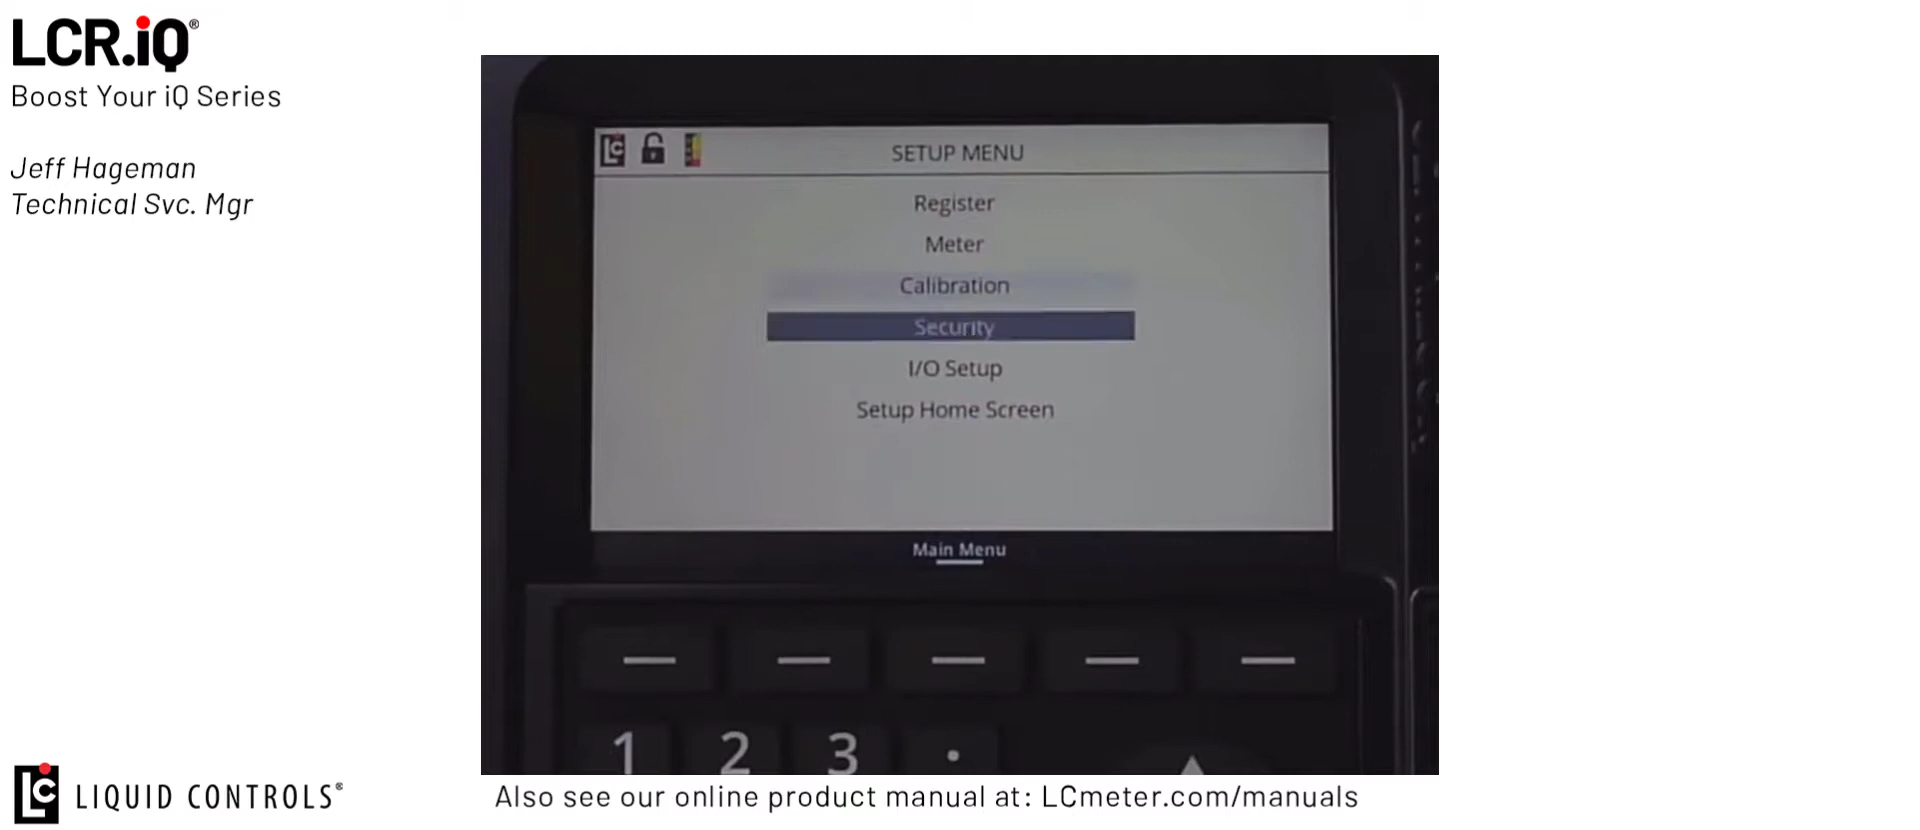 LCR.iQ®
Boost Your iQ Series
Jeff Hageman
Technical Svc. Mgr
LC
SETUP MENU
Register
Meter
Calibration
Security
I/O Setup
Setup Home Screen
Main Menu
1 2 3 .
LC LIQUID CONTROLS®
Also see our online product manual at: LCmeter.com/manuals